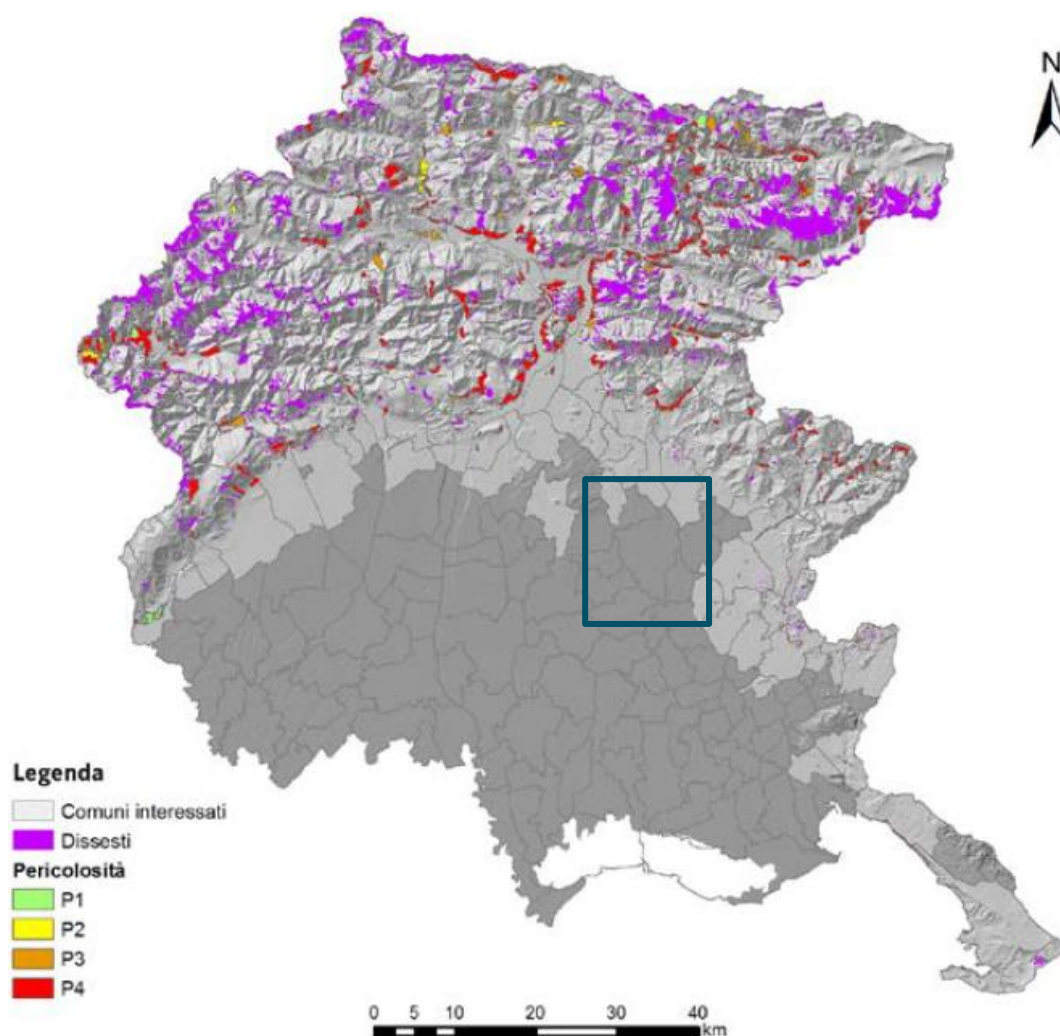 N
Legenda
Comuni interessati
Dissesti
Pericolosità
P1
P2
P3
P4
0 5 10 20 30 40
km